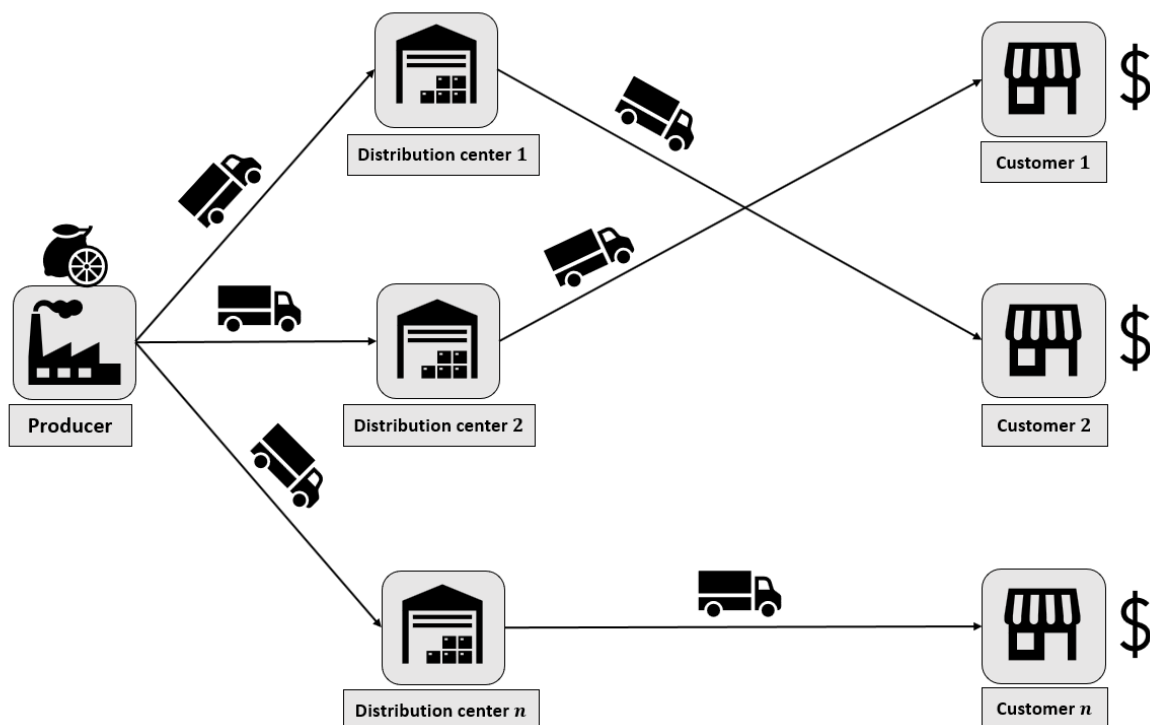 Distribution center 1
Customer 1
Producer
Distribution center 2
Customer 2
Distribution center n
Customer n
$
$
$